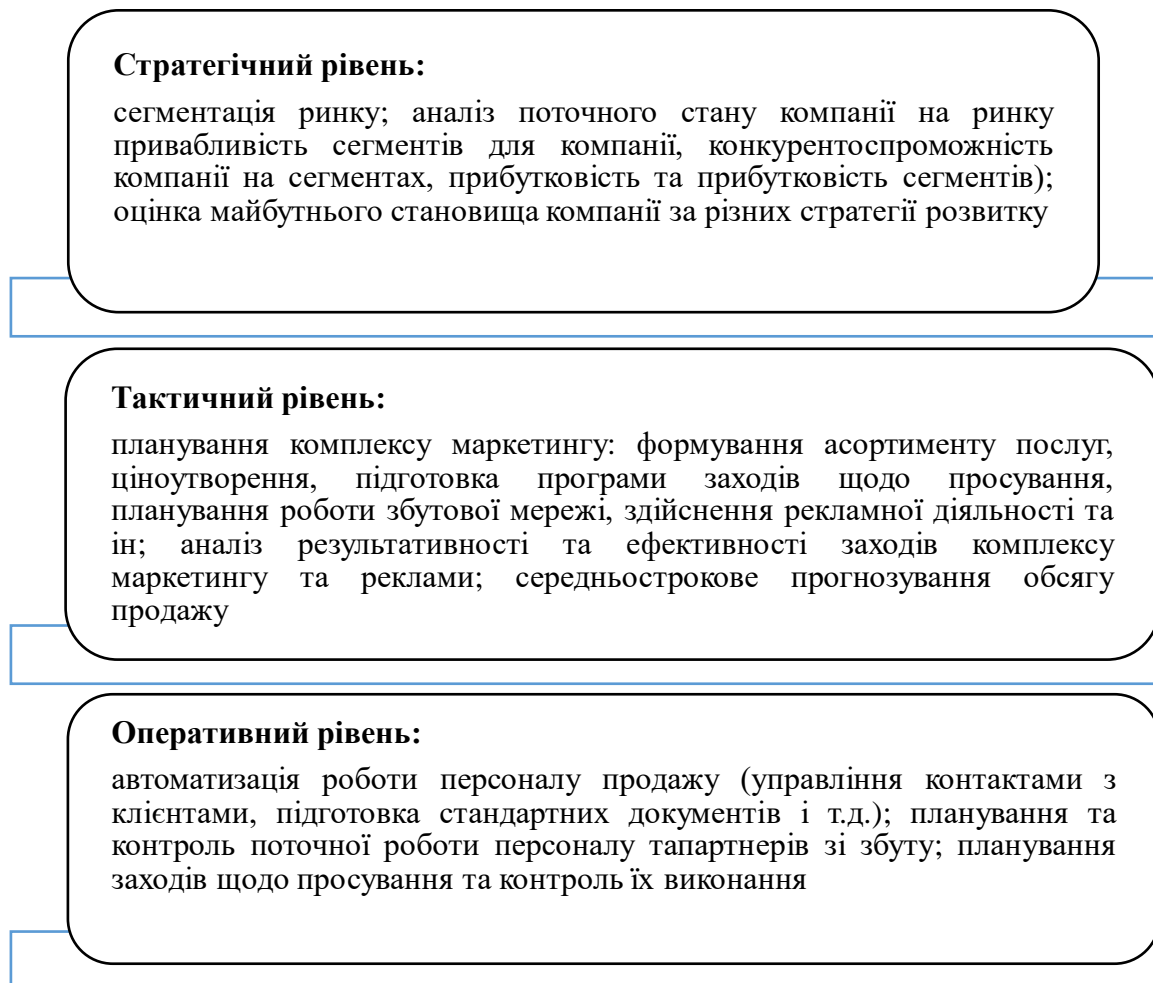 Стратегічний рівень:
сегментація ринку; аналіз поточного стану компанії на ринку
привабливість сегментів для компанії, конкурентоспроможність
компанії на сегментах, прибутковість та прибутковість сегментів);
оцінка майбутнього становища компанії за різних стратегії розвитку
Тактичний рівень:
планування комплексу маркетингу: формування асортименту послуг,
ціноутворення, підготовка програми заходів щодо просування,
планування роботи збутової мережі, здійснення рекламної діяльності та
ін; аналіз результативності та ефективності заходів комплексу
маркетингу та реклами; середньострокове прогнозування обсягу
продажу
Оперативний рівень:
автоматизація роботи персоналу продажу (управління контактами з
клієнтами, підготовка стандартних документів і т.д.); планування та
контроль поточної роботи персоналу тапартнерів зі збуту; планування
заходів щодо просування та контроль їх виконання